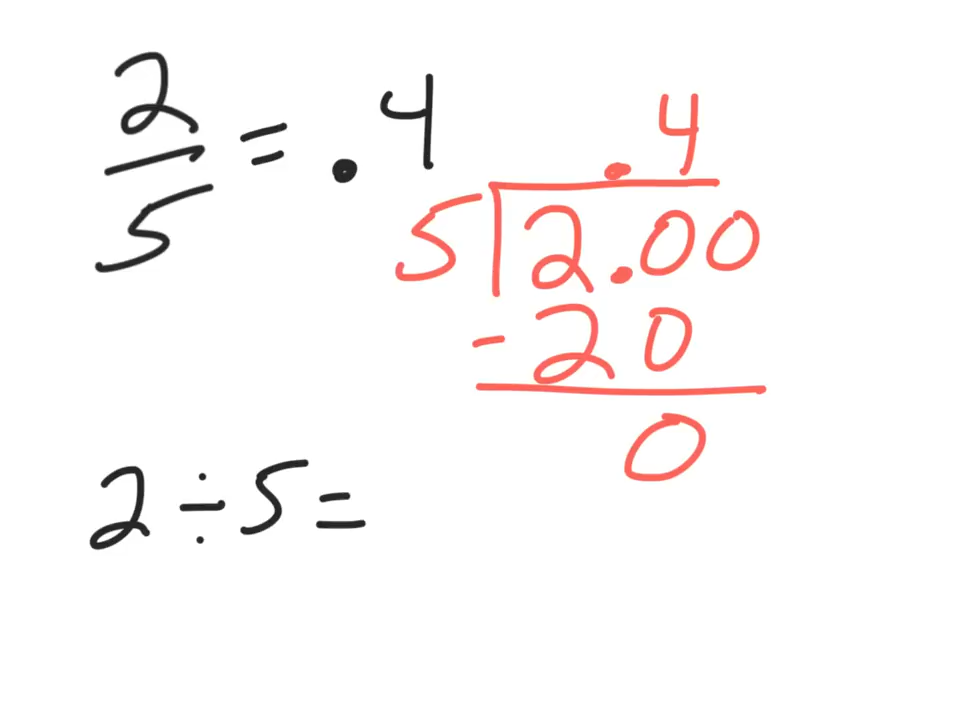 2/5 = .4
.4
5)2.00
- 20
0
2 ÷ 5 =